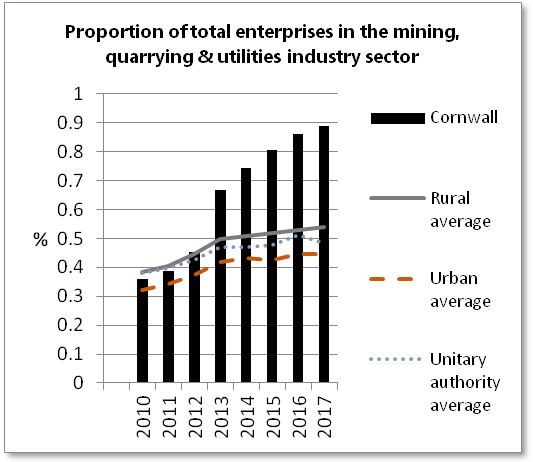 Proportion of total enterprises in the mining,
quarrying & utilities industry sector
1
0.9
0.8
0.7
0.6
0.5
0.4
0.3
0.2
0.1
0
%
2010
2011
2012
2013
2014
2015
2016
2017
Cornwall
Rural
average
Urban
average
Unitary
authority
average